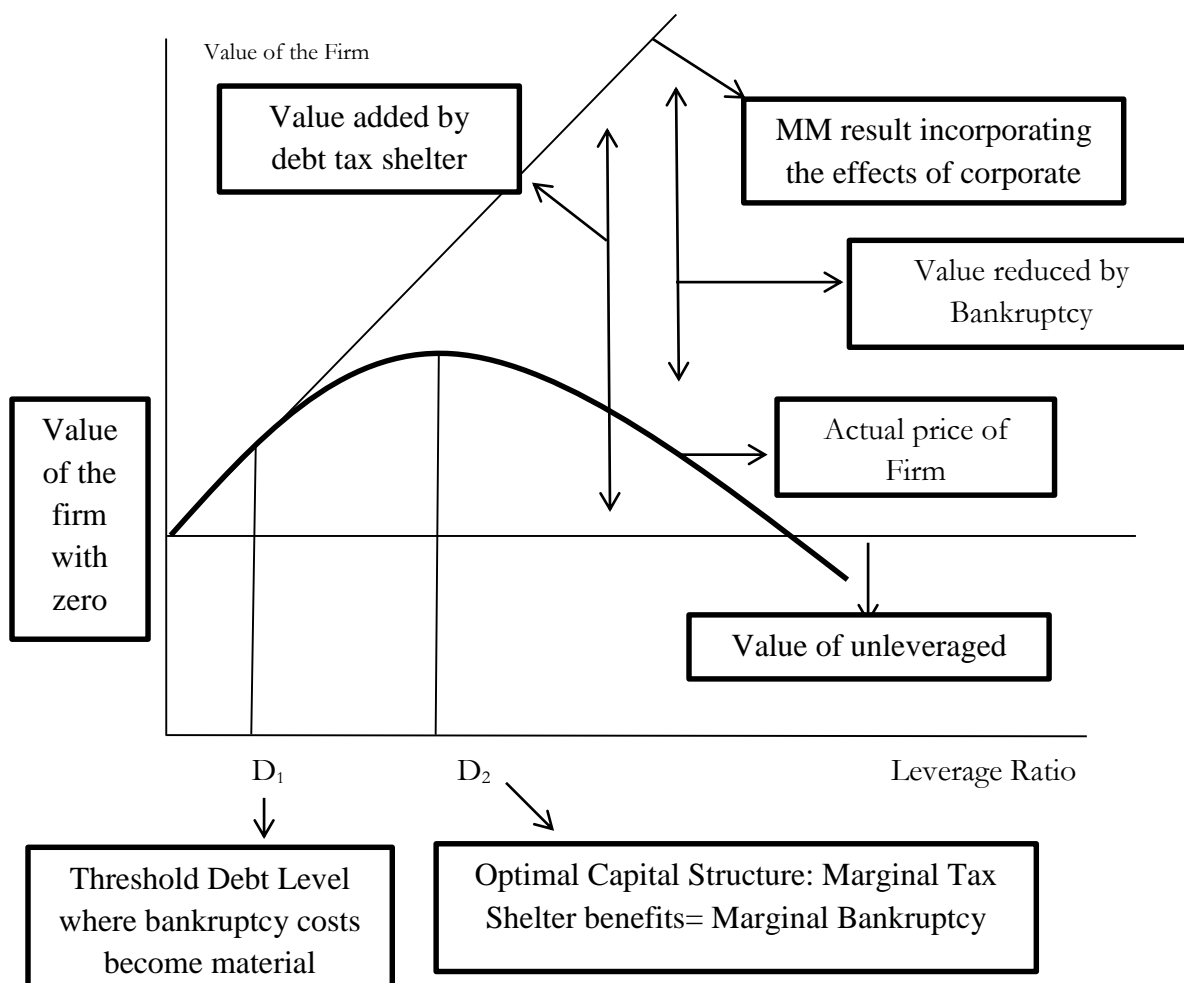 Value of the Firm
Value added by
debt tax shelter
MM result incorporating
the effects of corporate
Value reduced by
Bankruptcy
Value
of the
firm
with
zero
Actual price of
Firm
Value of unleveraged
D₁
D₂
Leverage Ratio
Threshold Debt Level
where bankruptcy costs
become material
Optimal Capital Structure: Marginal Tax
Shelter benefits= Marginal Bankruptcy